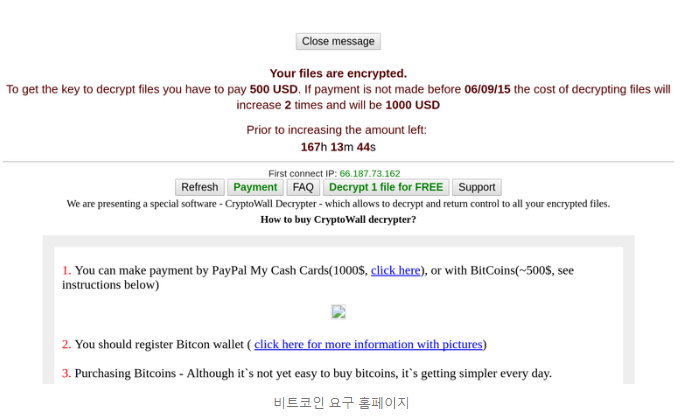 Close message
Your files are encrypted.
To get the key to decrypt files you have to pay 500 USD. If payment is not made before 06/09/15 the cost of decrypting files will
increase 2 times and will be 1000 USD
Prior to increasing the amount left:
167h 13m 44s
First connect IP: 66.187.73.162
Refresh Payment FAQ Decrypt 1 file for FREE Support
We are presenting a special software - CryptoWall Decrypter - which allows to decrypt and return control to all your encrypted files.
How to buy CryptoWall decrypter?
1. You can make payment by PayPal My Cash Cards(1000$, click here), or with BitCoins(~500$, see
instructions below)
2. You should register Bitcon wallet ( click here for more information with pictures)
3. Purchasing Bitcoins - Although it`s not yet easy to buy bitcoins, it`s getting simpler every day.
비트코인 요구 홈페이지